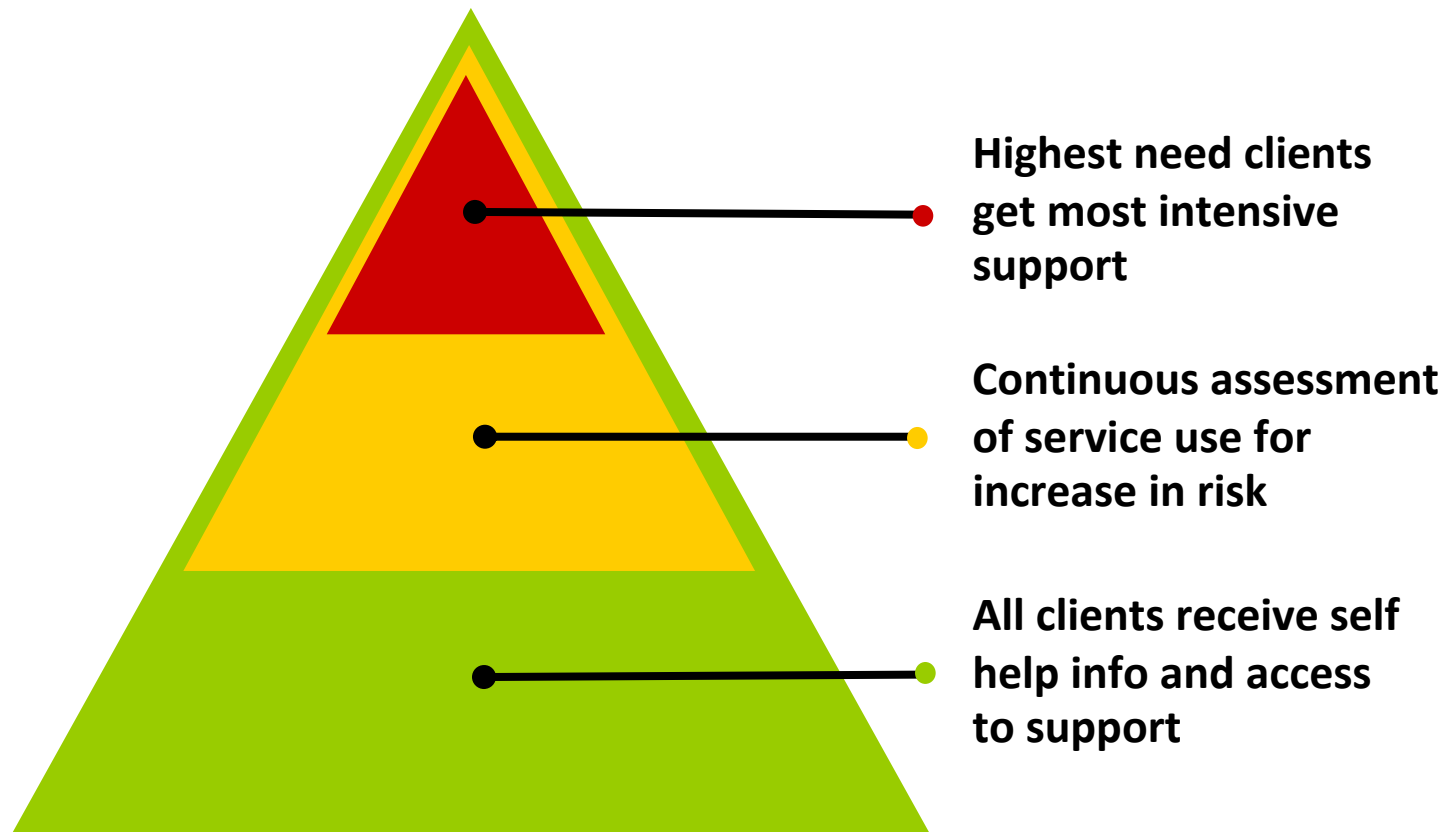 Highest need clients
get most intensive
support
Continuous assessment
of service use for
increase in risk
All clients receive self
help info and access
to support